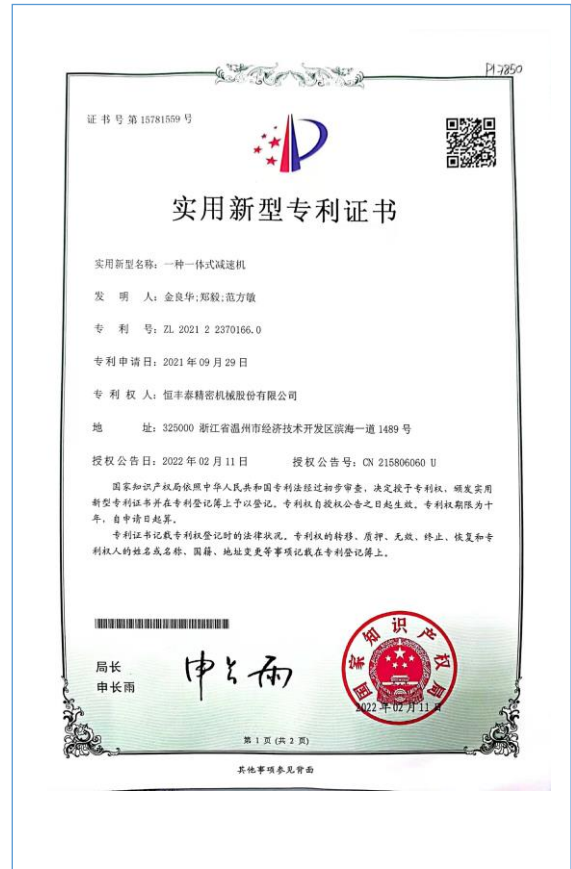 P1-7850
证书号第15781559号
实用新型专利证书
实用新型名称：一种一体式减速机
发明人：金良华;郑毅;范方敏
专利号：ZL 2021 2 2370166.0
专利申请日：2021年09月29日
专利权人：恒丰泰精密机械股份有限公司
地址：325000 浙江省温州市经济技术开发区滨海一道1489号
授权公告日：2022年02月11日 授权公告号：CN 215806060 U
国家知识产权局依照中华人民共和国专利法经过初步审查，决定授予专利权，颁发实用
新型专利证书并在专利登记簿上予以登记。专利权自授权公告之日起生效。专利权期限为十
年，自申请日起算。
专利证书记载专利权登记时的法律状况。专利权的转移、质押、无效、终止、恢复和专
利权人的姓名或名称、国籍、地址变更等事项记载在专利登记簿上。
局长
申长雨
申长雨
国家知识产权局
2022年02月11日
第1页(共2页)
其他事项参见背面